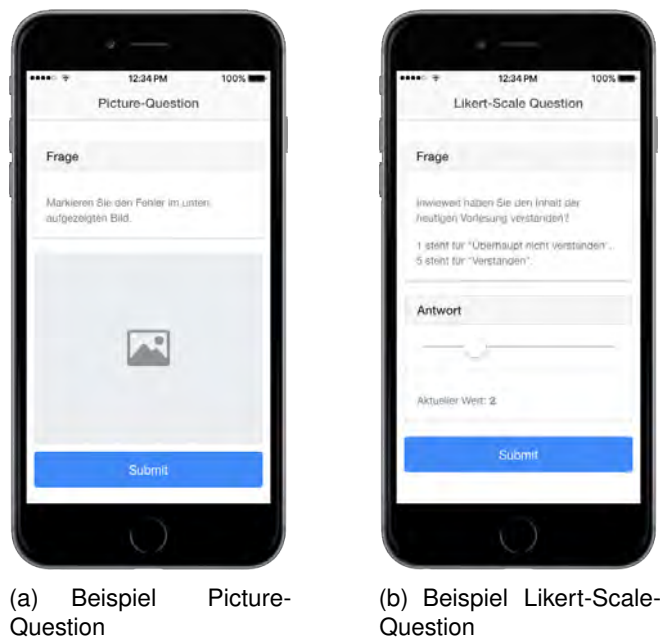 12:34 PM
100%
Picture-Question
Frage
Markieren Sie den Fehler im unten
aufgezeigten Bild.
Submit
(a) Beispiel Picture-
Question
12:34 PM
100%
Likert-Scale Question
Frage
Inwieweit haben Sie den Inhalt der
heutigen Vorlesung verstanden?
1 steht für "Überhaupt nicht verstanden",
5 steht für "Verstanden".
Antwort
Aktueller Wert: 2
Submit
(b) Beispiel Likert-Scale-
Question